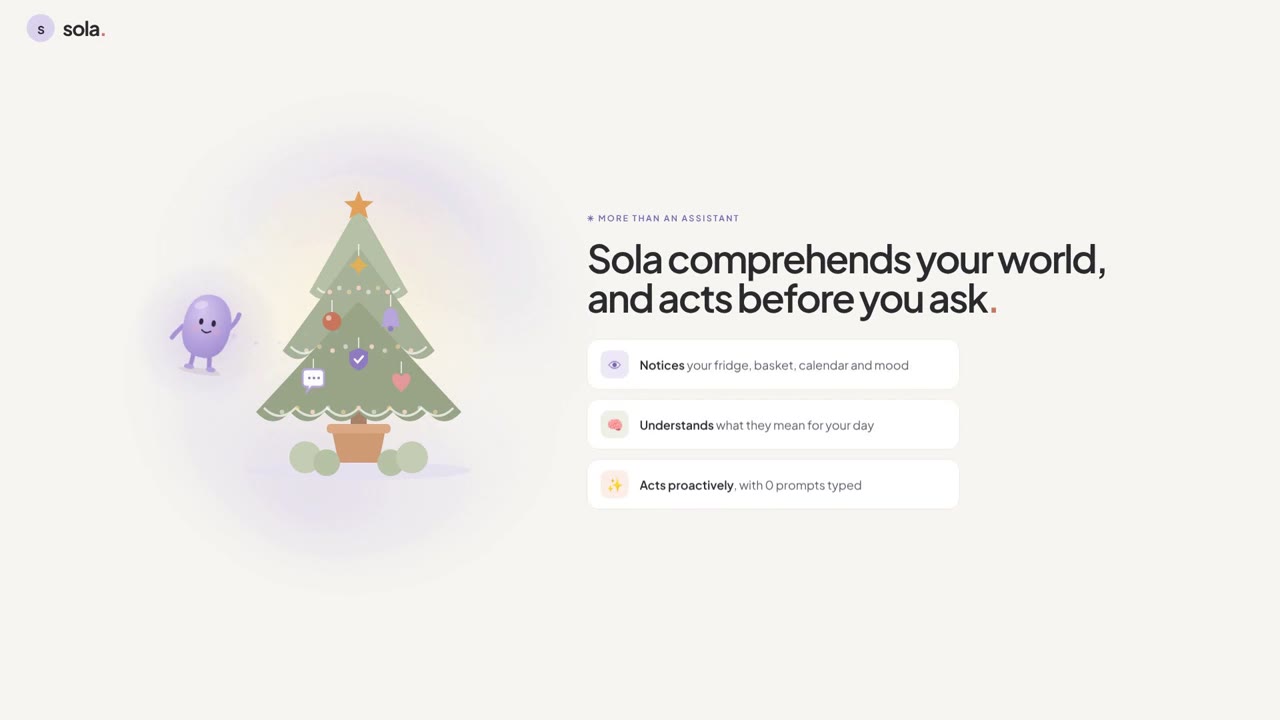 s sola.
✳ MORE THAN AN ASSISTANT
Sola comprehends your world,
and acts before you ask.
Notices your fridge, basket, calendar and mood
Understands what they mean for your day
Acts proactively, with 0 prompts typed